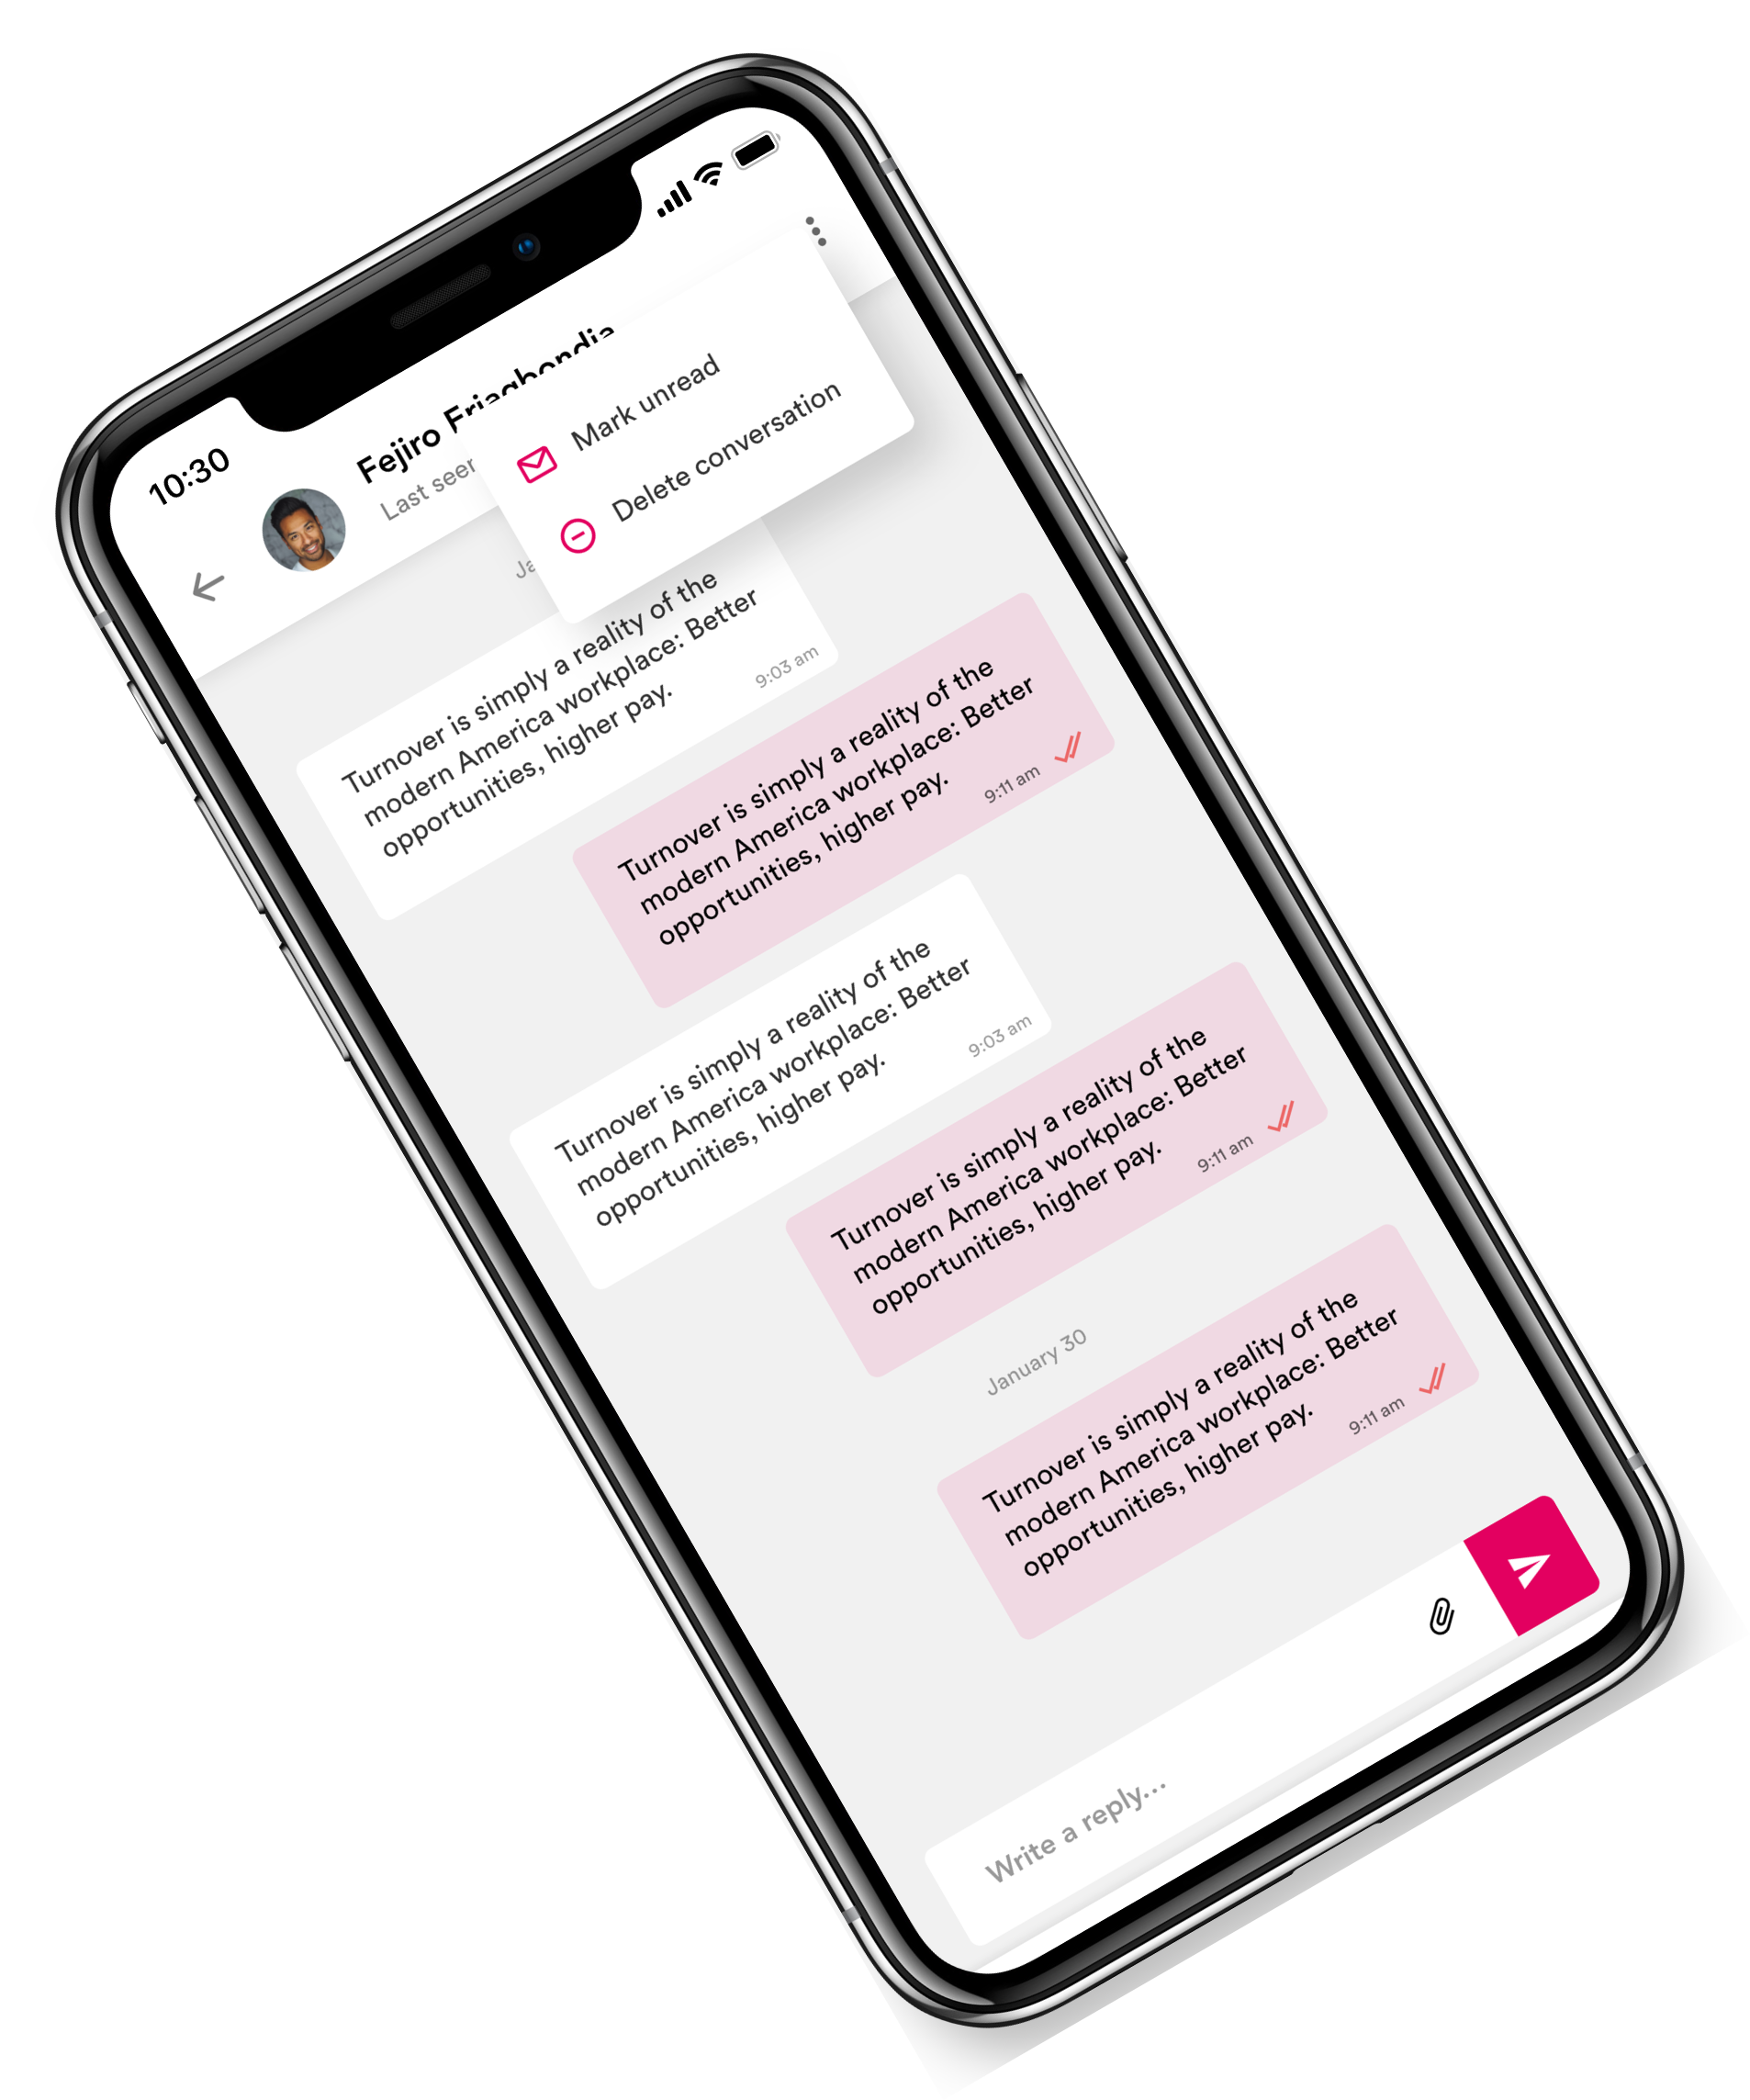 10:30
Fejiro
Last seen
Mark unread
Delete conversation
Turnover is simply a reality of the
modern America workplace: Better
opportunities, higher pay.
9:03 am
Turnover is simply a reality of the
modern America workplace: Better
opportunities, higher pay.
9:11 am
Turnover is simply a reality of the
modern America workplace: Better
opportunities, higher pay.
9:03 am
Turnover is simply a reality of the
modern America workplace: Better
opportunities, higher pay.
9:11 am
January 30
Turnover is simply a reality of the
modern America workplace: Better
opportunities, higher pay.
9:11 am
Write a reply...